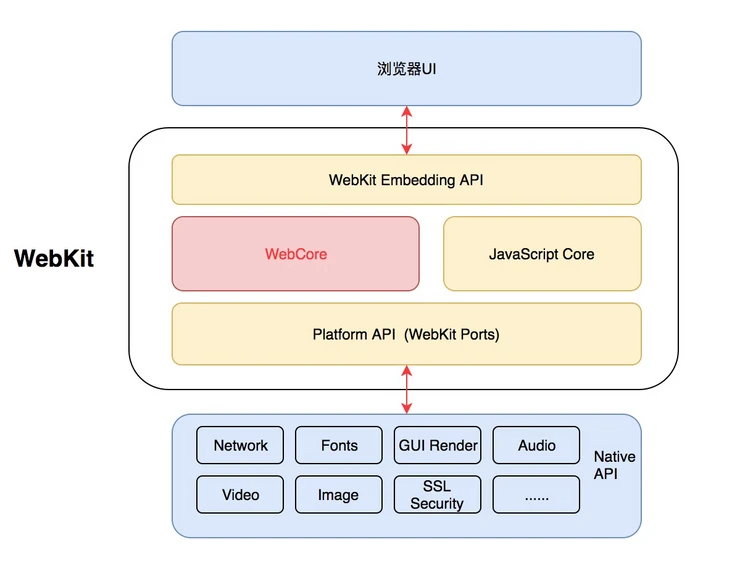 浏览器UI
WebKit Embedding API
WebKit
WebCore
JavaScript Core
Platform API (WebKit Ports)
Network
Fonts
GUI Render
Audio
Native
API
Video
Image
SSL
Security
......